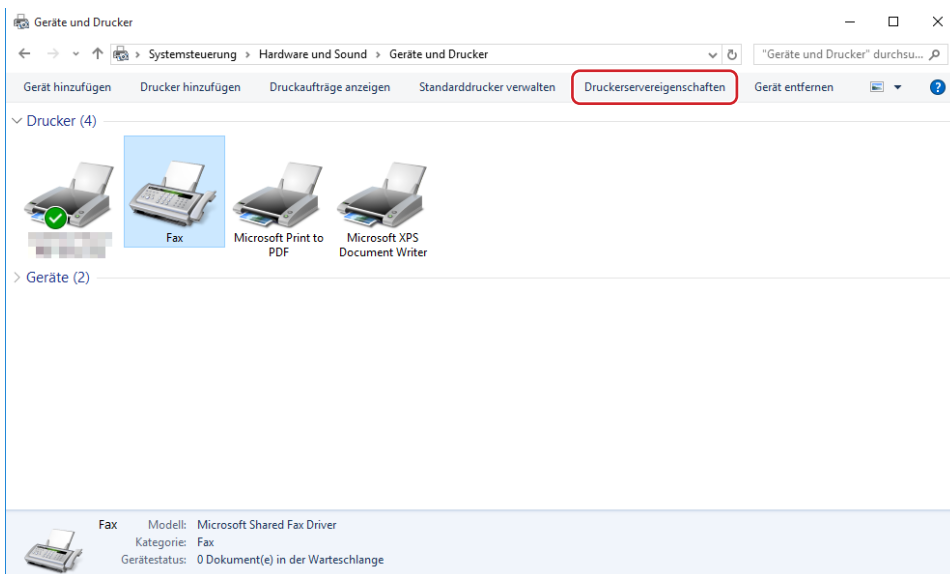 Geräte und Drucker
Systemsteuerung › Hardware und Sound › Geräte und Drucker
"Geräte und Drucker" durchsu...
Gerät hinzufügen Drucker hinzufügen Druckaufträge anzeigen Standarddrucker verwalten Druckerservereigenschaften Gerät entfernen
Drucker (4)
Fax
Microsoft Print to
PDF
Microsoft XPS
Document Writer
Geräte (2)
Fax Modell: Microsoft Shared Fax Driver
Kategorie: Fax
Gerätestatus: 0 Dokument(e) in der Warteschlange